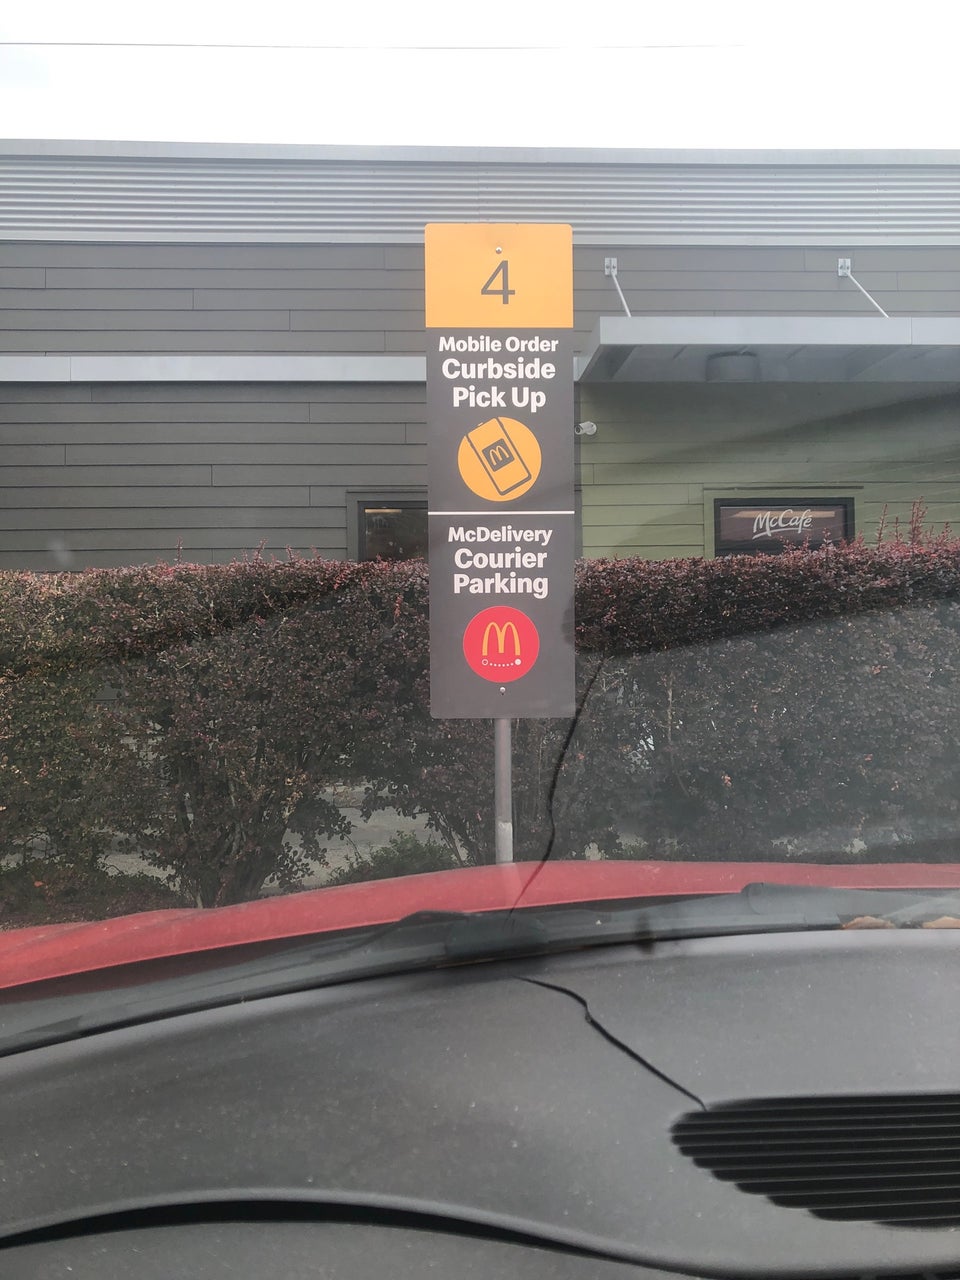 4
Mobile Order
Curbside
Pick Up
McDelivery
Courier
Parking
McCafé